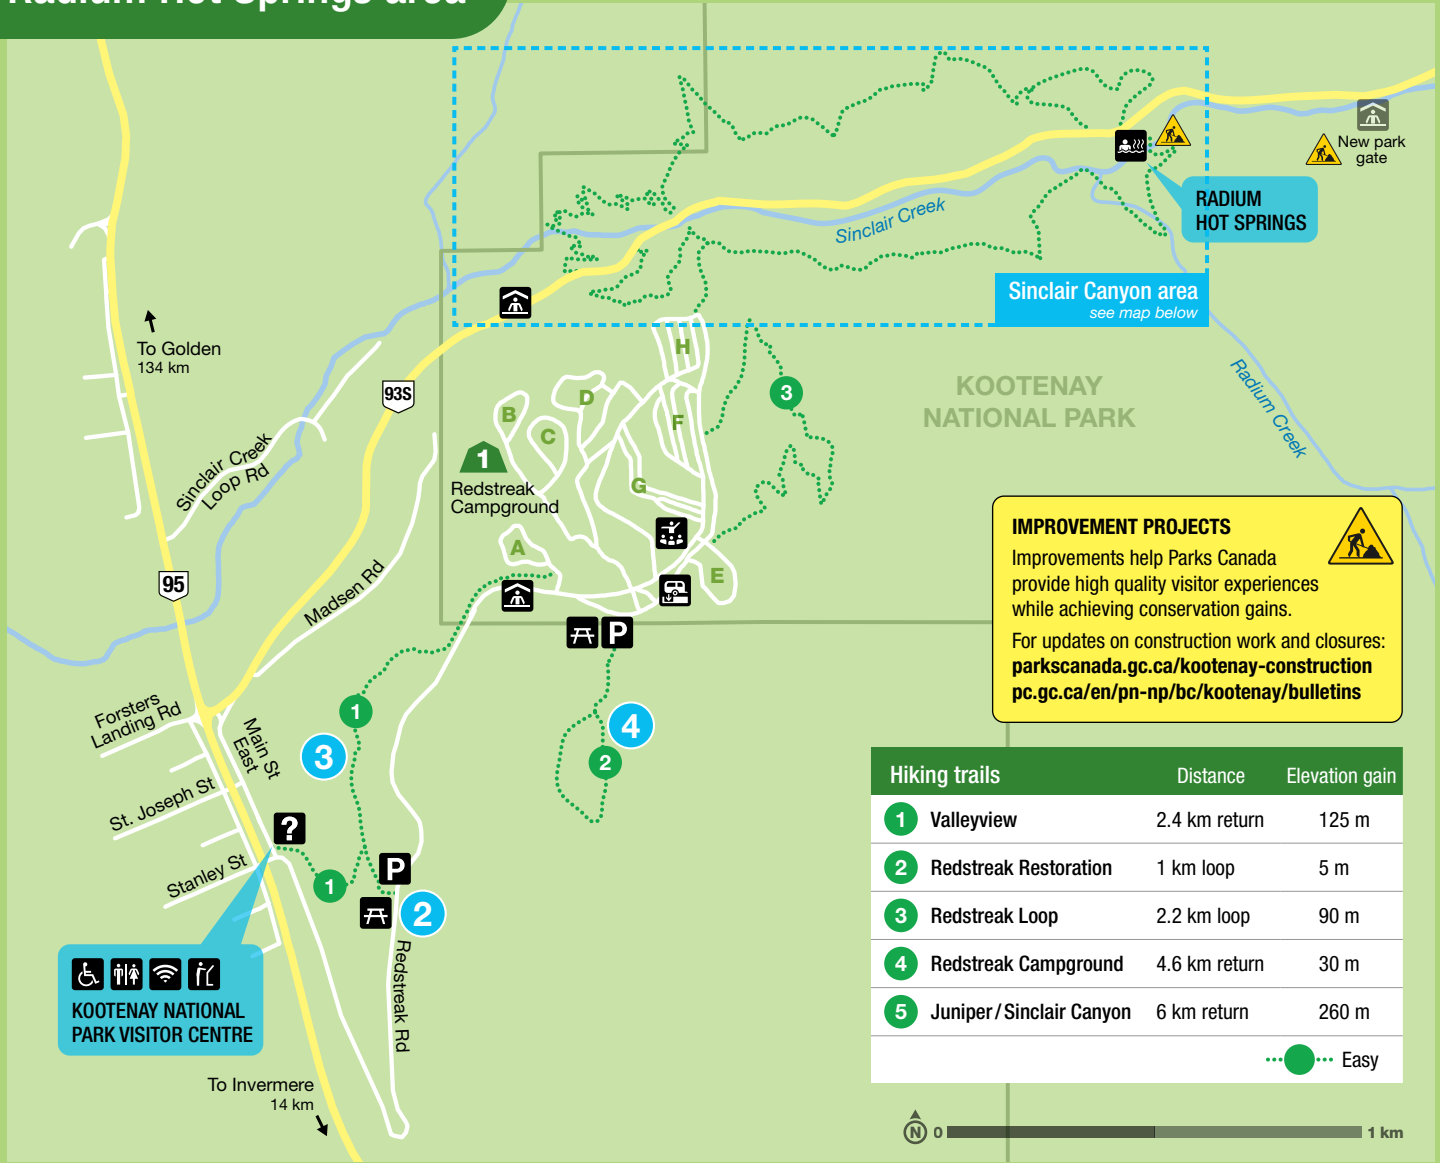 Radium Hot Springs area
New park
gate
RADIUM
HOT SPRINGS
Sinclair Creek
Sinclair Canyon area
see map below
To Golden
134 km
93S
H
KOOTENAY
NATIONAL PARK
Radium Creek
3
D
B
C
F
1
Redstreak
Campground
G
Sinclair Creek
Loop Rd
A
E
95
Madsen Rd
P
IMPROVEMENT PROJECTS
Improvements help Parks Canada
provide high quality visitor experiences
while achieving conservation gains.
For updates on construction work and closures:
parkscanada.gc.ca/kootenay-construction
pc.gc.ca/en/pn-np/bc/kootenay/bulletins
Forsters
Landing Rd
Main St
East
1
3
4
2
St. Joseph St
?
Stanley St
1
P
2
Redstreak Rd
KOOTENAY NATIONAL
PARK VISITOR CENTRE
To Invermere
14 km
Hiking trails Distance Elevation gain
1 Valleyview 2.4 km return 125 m
2 Redstreak Restoration 1 km loop 5 m
3 Redstreak Loop 2.2 km loop 90 m
4 Redstreak Campground 4.6 km return 30 m
5 Juniper/Sinclair Canyon 6 km return 260 m
Easy
N 0 1 km